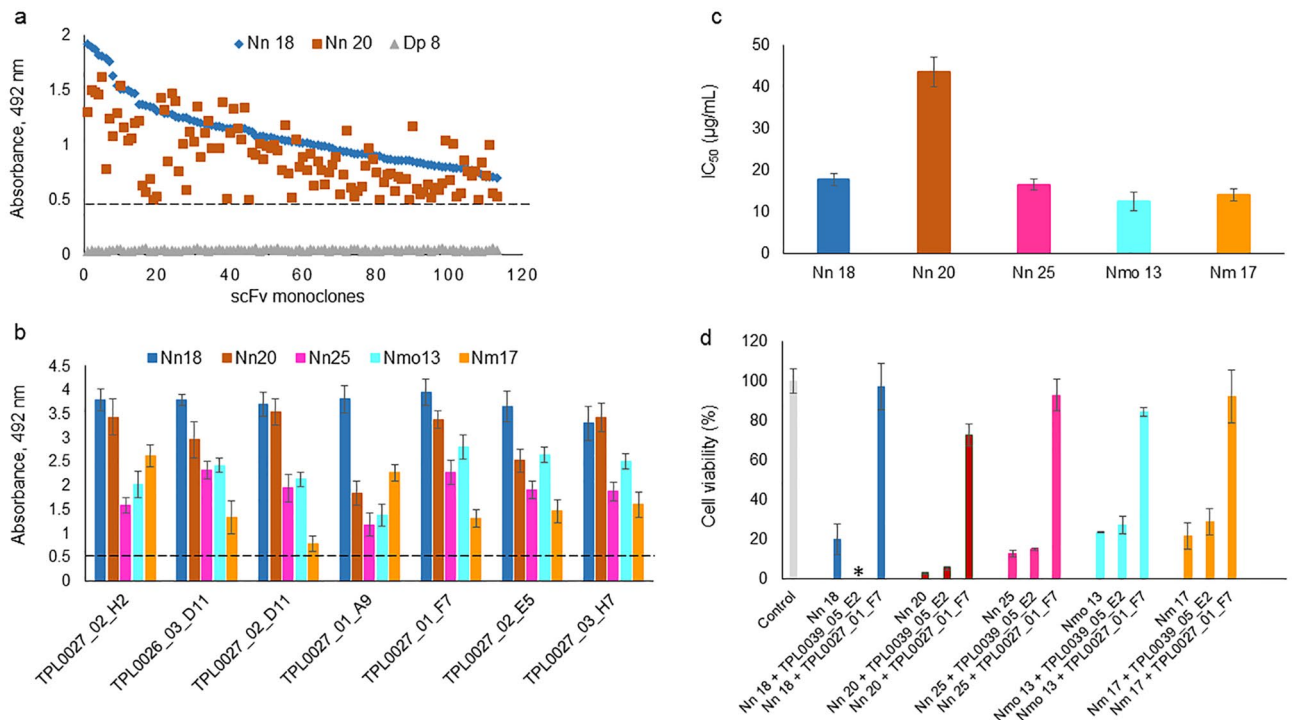 a
Nn 18 Nn 20 Dp 8
Absorbance, 492 nm
2
1.5
1
0.5
0
0 20 40 60 80 100 120
scFv monoclones
b
Nn18 Nn20 Nn25 Nmo13 Nm17
Absorbance, 492 nm
4.5
4
3.5
3
2.5
2
1.5
1
0.5
0
TPL0027_02_H2
TPL0026_03_D11
TPL0027_02_D11
TPL0027_01_A9
TPL0027_01_F7
TPL0027_02_E5
TPL0027_03_H7
c
IC50 (µg/mL)
50
40
30
20
10
0
Nn 18 Nn 20 Nn 25 Nmo 13 Nm 17
d
Cell viability (%)
120
100
80
60
40
20
0
*
Control
Nn 18
Nn 18 + TPL0039_05_E2
Nn 18 + TPL0027_01_F7
Nn 20
Nn 20 + TPL0039_05_E2
Nn 20 + TPL0027_01_F7
Nn 25
Nn 25 + TPL0039_05_E2
Nn 25 + TPL0027_01_F7
Nmo 13
Nmo 13 + TPL0039_05_E2
Nmo 13 + TPL0027_01_F7
Nm 17
Nm 17 + TPL0039_05_E2
Nm 17 + TPL0027_01_F7